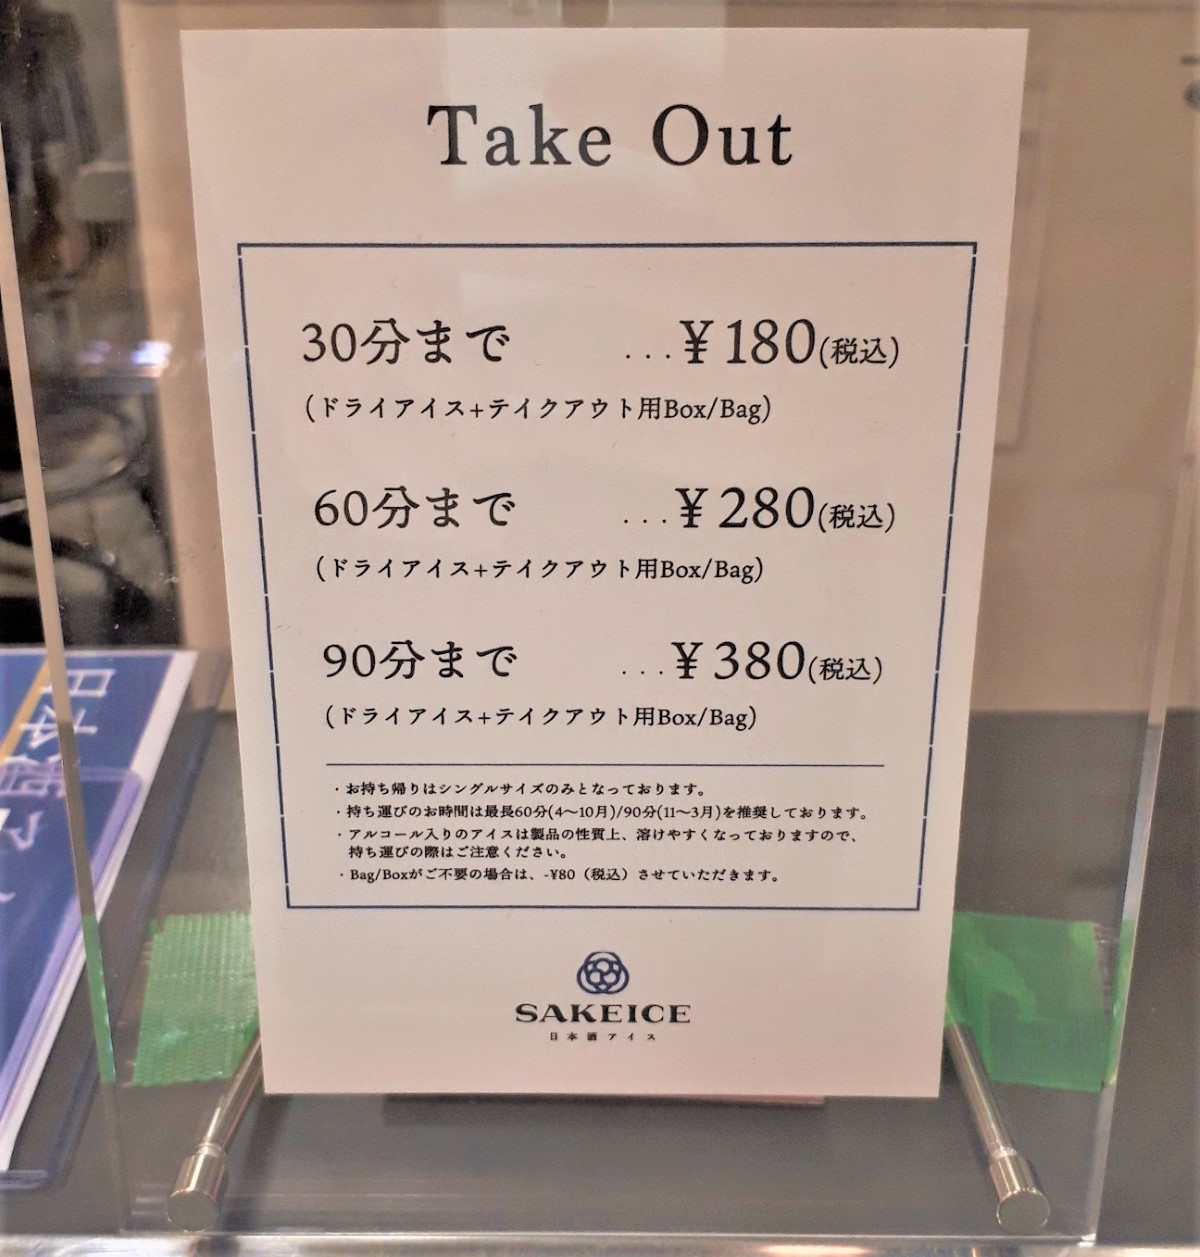 Take Out
30分まで ...¥180(税込)
(ドライアイス+テイクアウト用Box/Bag)
60分まで ...¥280(税込)
(ドライアイス+テイクアウト用Box/Bag)
90分まで ...¥380(税込)
(ドライアイス+テイクアウト用Box/Bag)
・お持ち帰りはシングルサイズのみとなっております。
・持ち運びのお時間は最長60分(4〜10月)/90分(11〜3月)を推奨しております。
・アルコール入りのアイスは製品の性質上、溶けやすくなっておりますので、
持ち運びの際はご注意ください。
・Bag/Boxがご不要の場合は、-¥80（税込）させていただきます。
SAKEICE
日本酒アイス